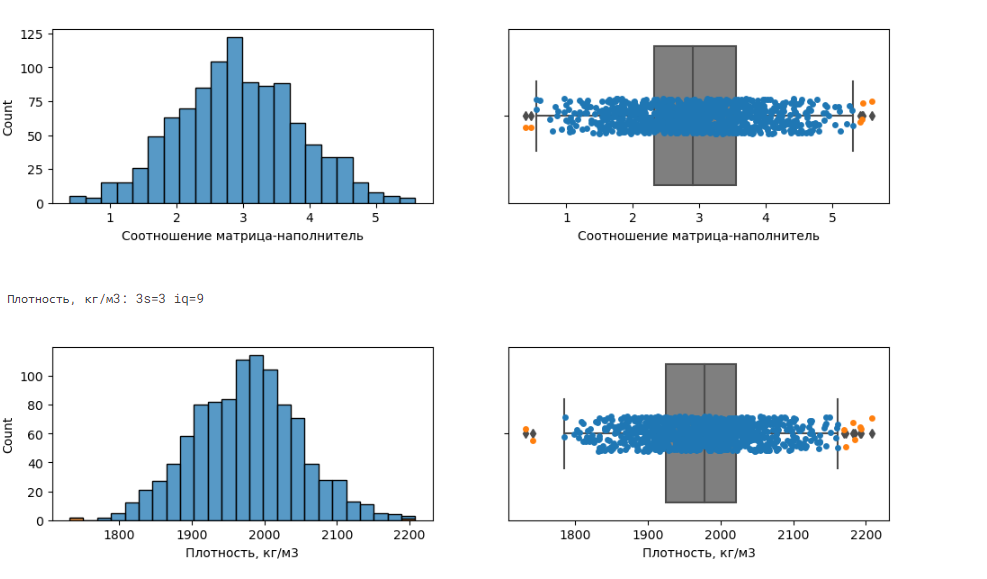 125
100
75
50
25
0
Count
1 2 3 4 5
Соотношение матрица-наполнитель
1 2 3 4 5
Соотношение матрица-наполнитель
Плотность, кг/м3: 3s=3 iq=9
100
80
60
40
20
0
Count
1800 1900 2000 2100 2200
Плотность, кг/м3
1800 1900 2000 2100 2200
Плотность, кг/м3